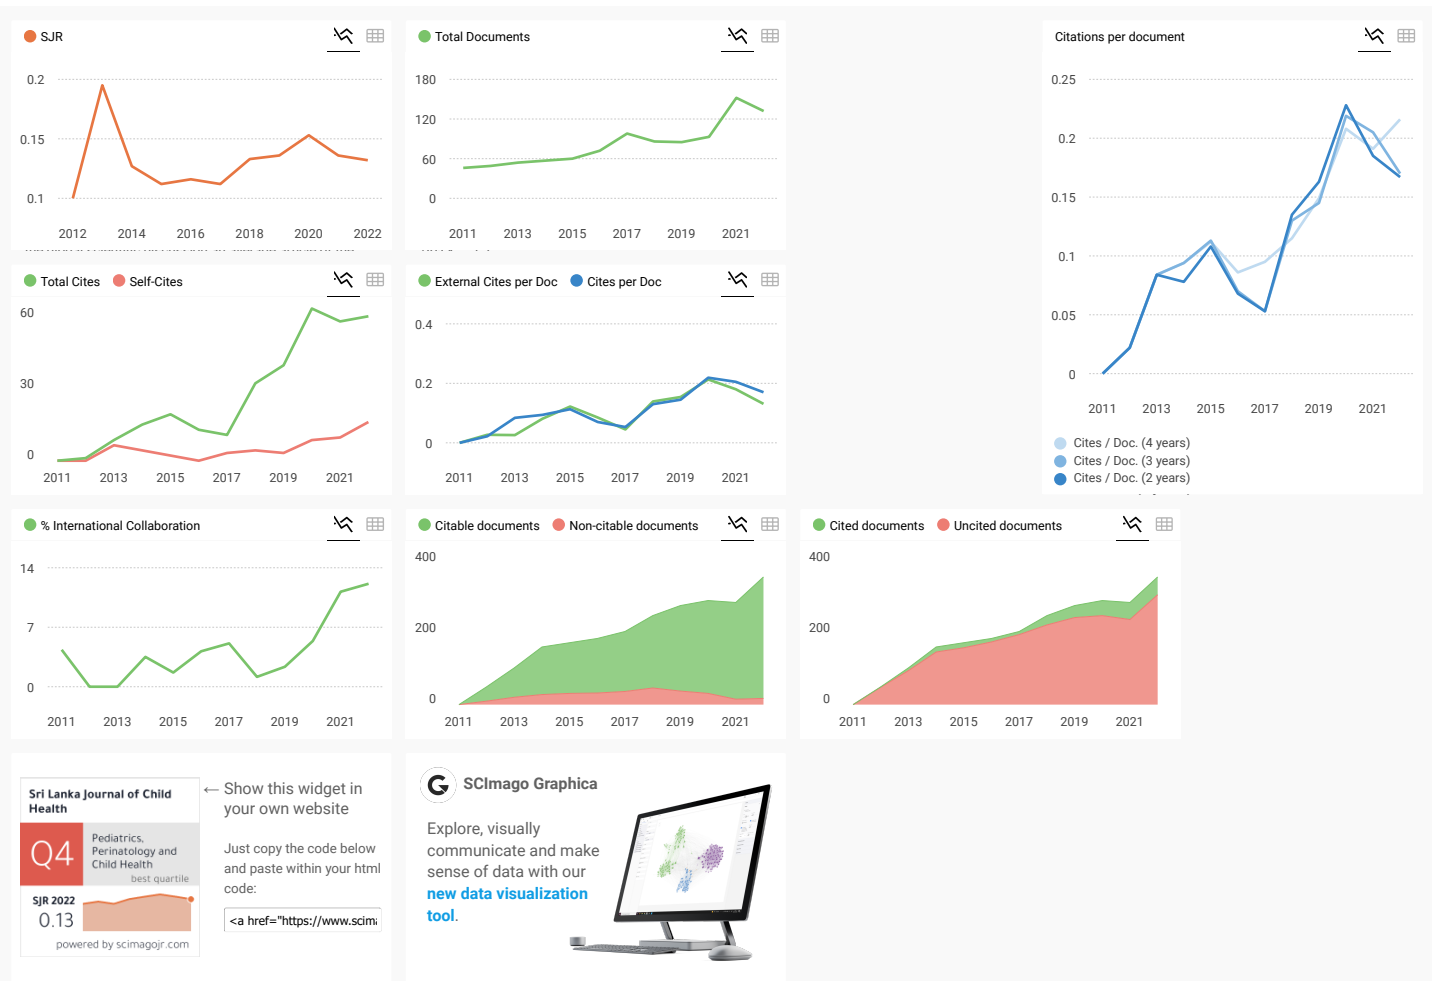 SJR
0.2
0.15
0.1
2012 2014 2016 2018 2020 2022
Total Documents
180
120
60
0
2011 2013 2015 2017 2019 2021
Citations per document
0.25
0.2
0.15
0.1
0.05
0
2011 2013 2015 2017 2019 2021
Cites / Doc. (4 years)
Cites / Doc. (3 years)
Cites / Doc. (2 years)
Total Cites Self-Cites
60
30
0
2011 2013 2015 2017 2019 2021
External Cites per Doc Cites per Doc
0.4
0.2
0
2011 2013 2015 2017 2019 2021
% International Collaboration
14
7
0
2011 2013 2015 2017 2019 2021
Citable documents Non-citable documents
400
200
0
2011 2013 2015 2017 2019 2021
Cited documents Uncited documents
400
200
0
2011 2013 2015 2017 2019 2021
Sri Lanka Journal of Child
Health
Q4
Pediatrics,
Perinatology and
Child Health
best quartile
SJR 2022
0.13
powered by scimagojr.com
← Show this widget in
your own website
Just copy the code below
and paste within your html
code:
<a href="https://www.scima
G
SCImago Graphica
Explore, visually
communicate and make
sense of data with our
new data visualization
tool.